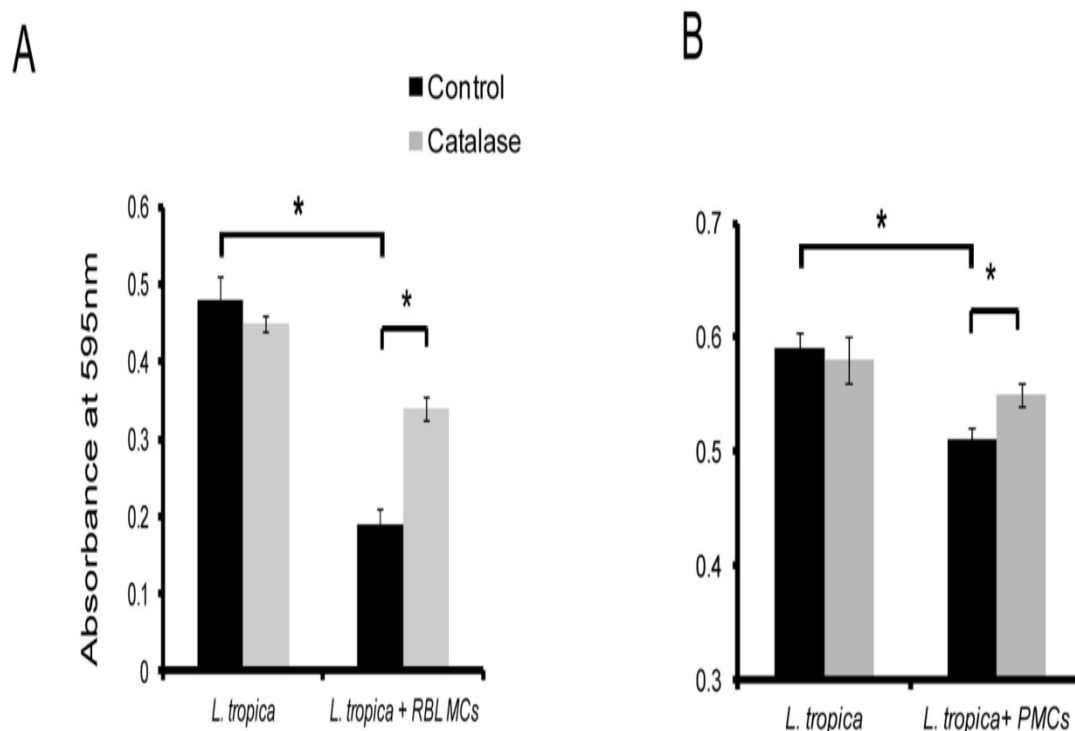 A
B
Control
Catalase
*
*
*
*
Absorbance at 595nm
0.6
0.5
0.4
0.3
0.2
0.1
0
L. tropica
L. tropica + RBL MCs
0.7
0.6
0.5
0.4
0.3
L. tropica
L. tropica+ PMCs